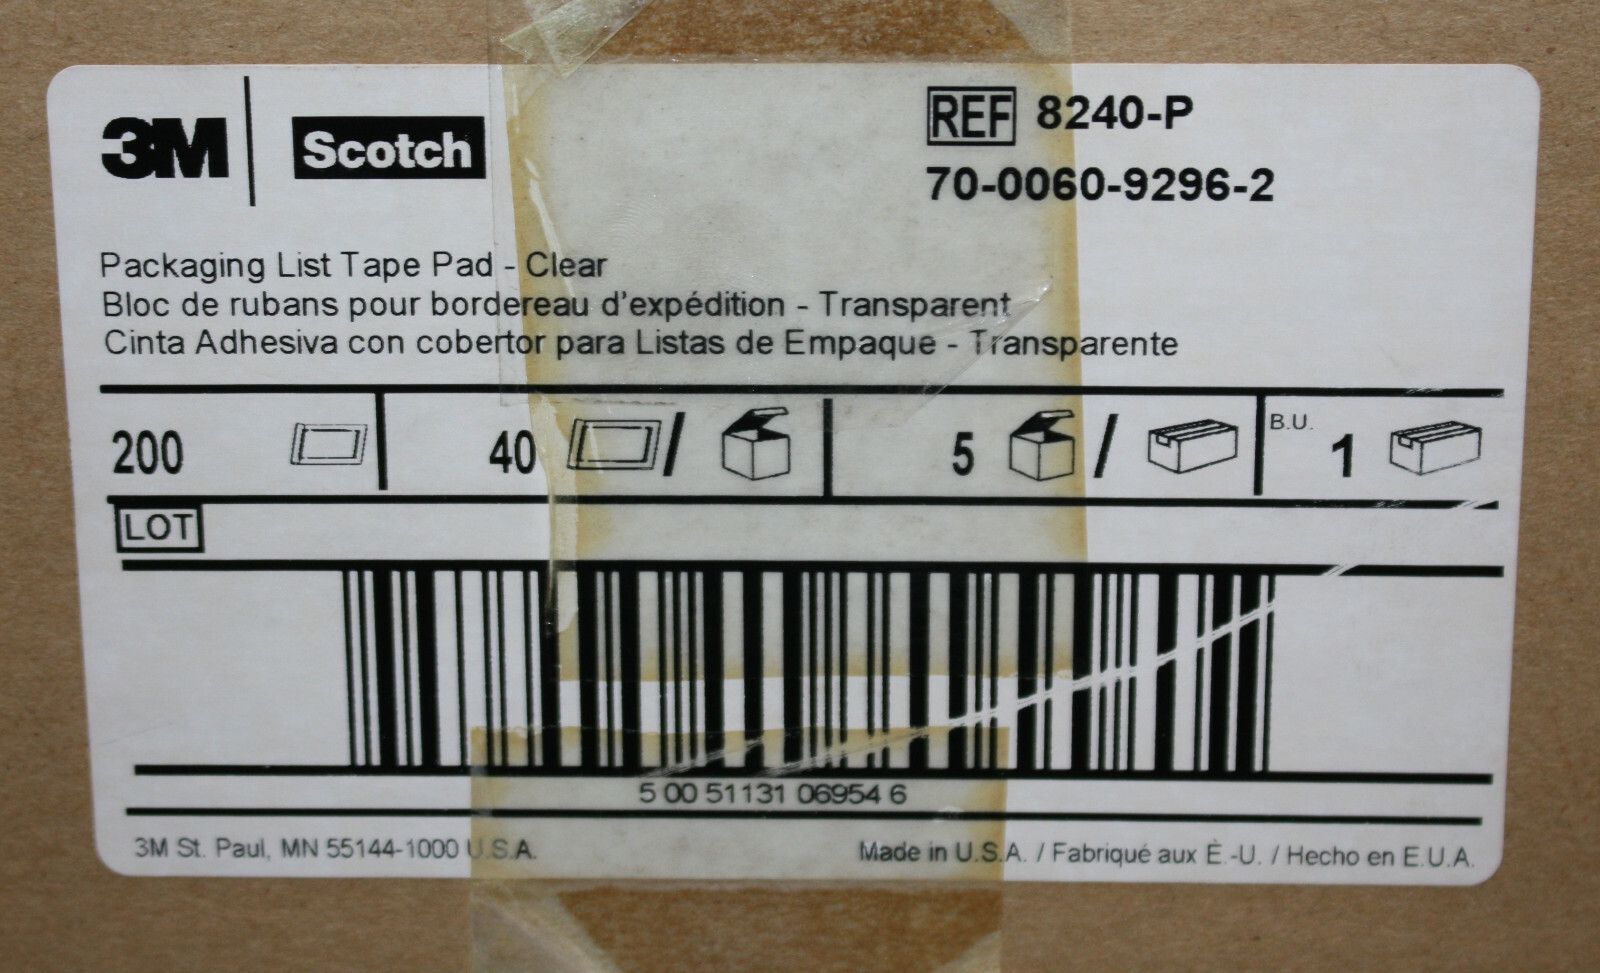 3M Scotch
REF 8240-P
70-0060-9296-2
Packaging List Tape Pad - Clear
Bloc de rubans pour bordereau d'expédition - Transparent
Cinta Adhesiva con cobertor para Listas de Empaque - Transparente
200 40 / 5 / B.U. 1
LOT
5 00 51131 06954 6
3M St. Paul, MN 55144-1000 U.S.A.
Made in U.S.A. / Fabriqué aux È.-U. / Hecho en E.U.A.